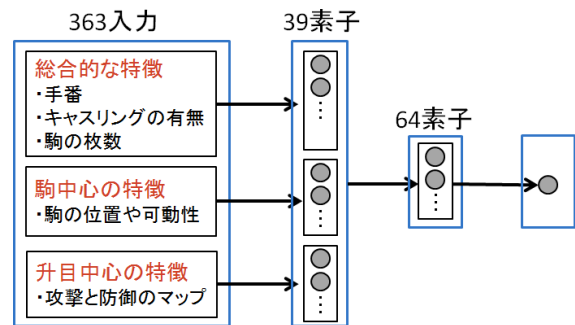 363入力
39素子
総合的な特徴
・手番
・キャスリングの有無
・駒の枚数
64素子
駒中心の特徴
・駒の位置や可動性
升目中心の特徴
・攻撃と防御のマップ